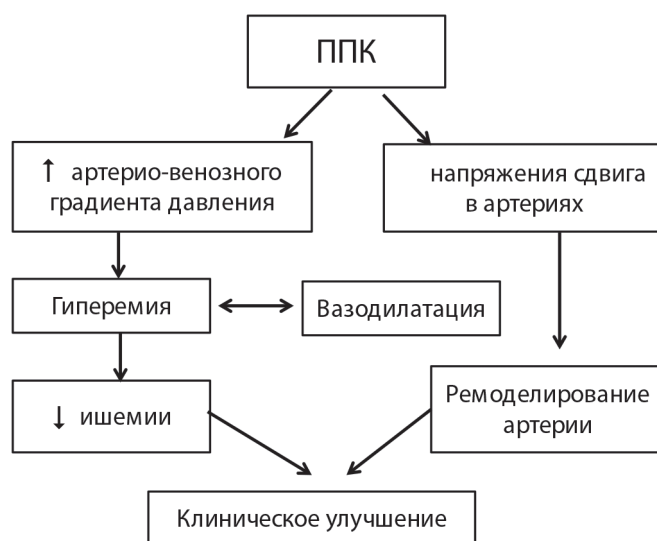 ППК
↑ артерио-венозного
градиента давления
напряжения сдвига
в артериях
Гиперемия
Вазодилатация
↓ ишемии
Ремоделирование
артерии
Клиническое улучшение